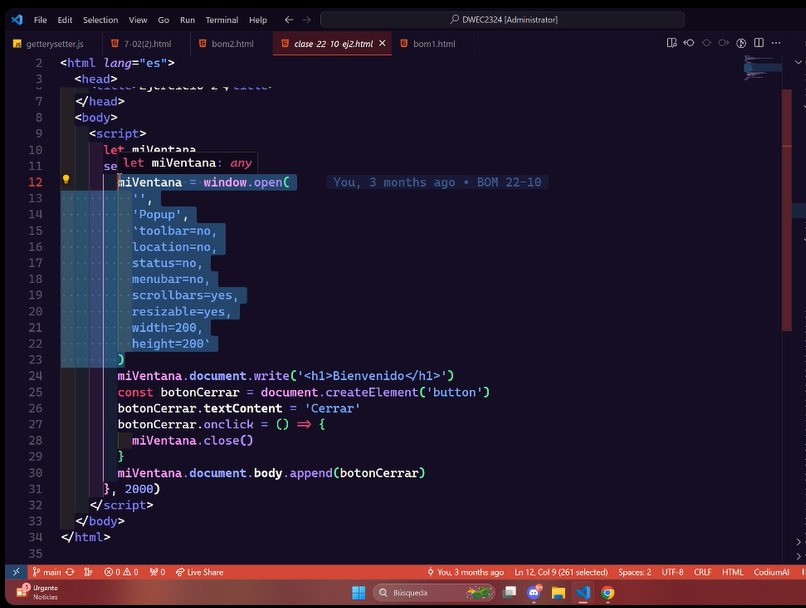 File Edit Selection View Go Run Terminal Help DWEC2324 [Administrator]
getterysetter.js 7-02(2).html bom2.html clase 22-10 ej2.html bom1.html
2 <html lang="es">
3 <head>
7 </head>
8 <body>
9 <script>
10 let miVentana
11 se
let miVentana: any
12 miVentana = window.open( You, 3 months ago • BOM 22-10
13 '',
14 'Popup',
15 `toolbar=no,
16 location=no,
17 status=no,
18 menubar=no,
19 scrollbars=yes,
20 resizable=yes,
21 width=200,
22 height=200`
23 )
24 miVentana.document.write('<h1>Bienvenido</h1>')
25 const botonCerrar = document.createElement('button')
26 botonCerrar.textContent = 'Cerrar'
27 botonCerrar.onclick = () => {
28 miVentana.close()
29 }
30 miVentana.document.body.append(botonCerrar)
31 }, 2000)
32 </script>
33 </body>
34 </html>
35
main 0 0 0 Live Share You, 3 months ago Ln 12, Col 9 (261 selected) Spaces: 2 UTF-8 CRLF HTML CodiumAI
Urgente
Noticias
Búsqueda